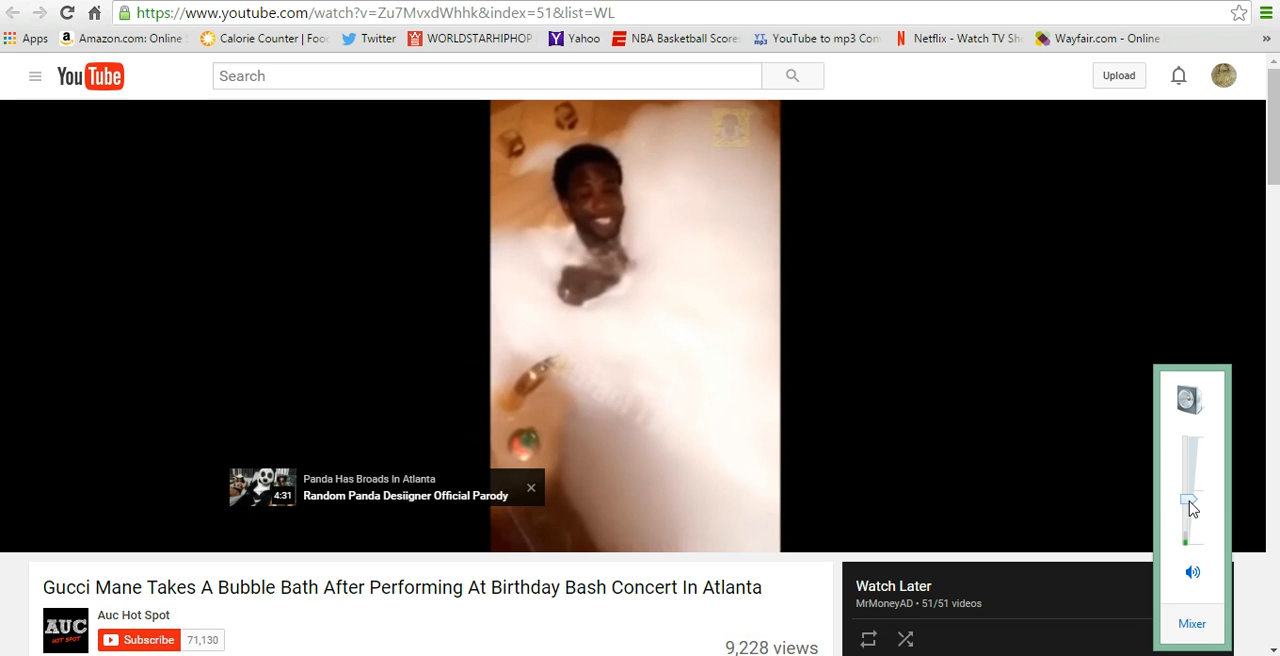 https://www.youtube.com/watch?v=Zu7MvxdWhhk&index=51&list=WL
Apps Amazon.com: Online Calorie Counter | Foo Twitter WORLDSTARHIPHOP Yahoo NBA Basketball Score YouTube to mp3 Con Netflix - Watch TV Sh Wayfair.com - Online »
YouTube Search Upload
Panda Has Broads In Atlanta
4:31 Random Panda Desiigner Official Parody
Gucci Mane Takes A Bubble Bath After Performing At Birthday Bash Concert In Atlanta
AUC HOT SPOT
Auc Hot Spot
Subscribe 71,130
9,228 views
Watch Later
MrMoneyAD • 51/51 videos
Mixer